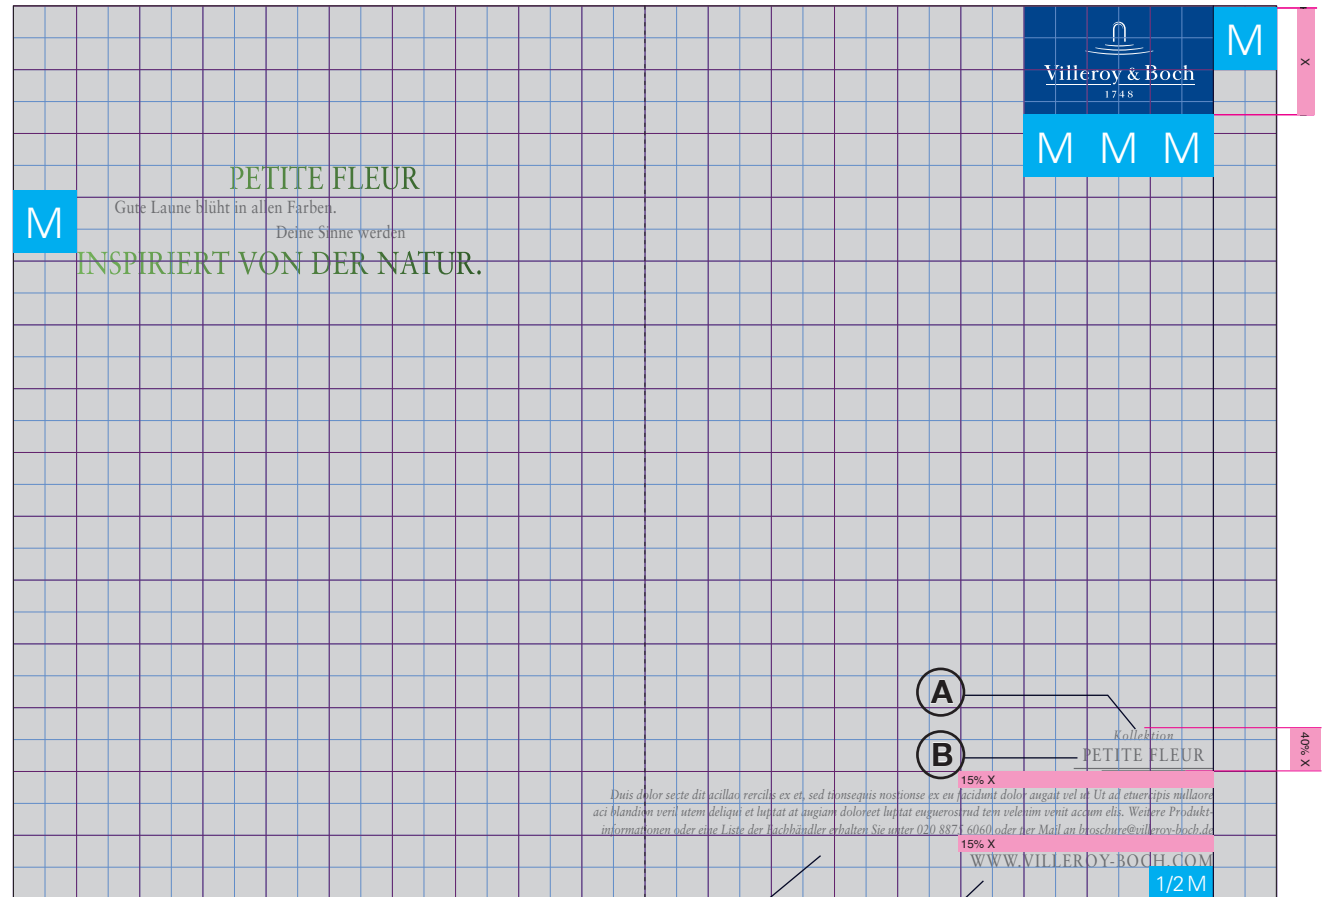 Villeroy & Boch
1748
M
X
M M M
PETITE FLEUR
Gute Laune blüht in allen Farben.
M
Deine Sinne werden
INSPIRIERT VON DER NATUR.
A
Kollektion
40% X
B
PETITE FLEUR
15% X
Duis dolor secte dit acillao rercilis ex et, sed tionsequis nostionse ex eu facidunt dolor augait vel ut Ut ad etuercipis nullaore
aci blandion veril utem deliqui et luptat at augiam doloreet luptat euguerostrud tem velenim venit accum elis. Weitere Produkt-
informationen oder eine Liste der Fachhändler erhalten Sie unter 020 8875 6060 oder per Mail an broschure@villeroy-boch.de
15% X
WWW.VILLEROY-BOCH.COM
1/2 M